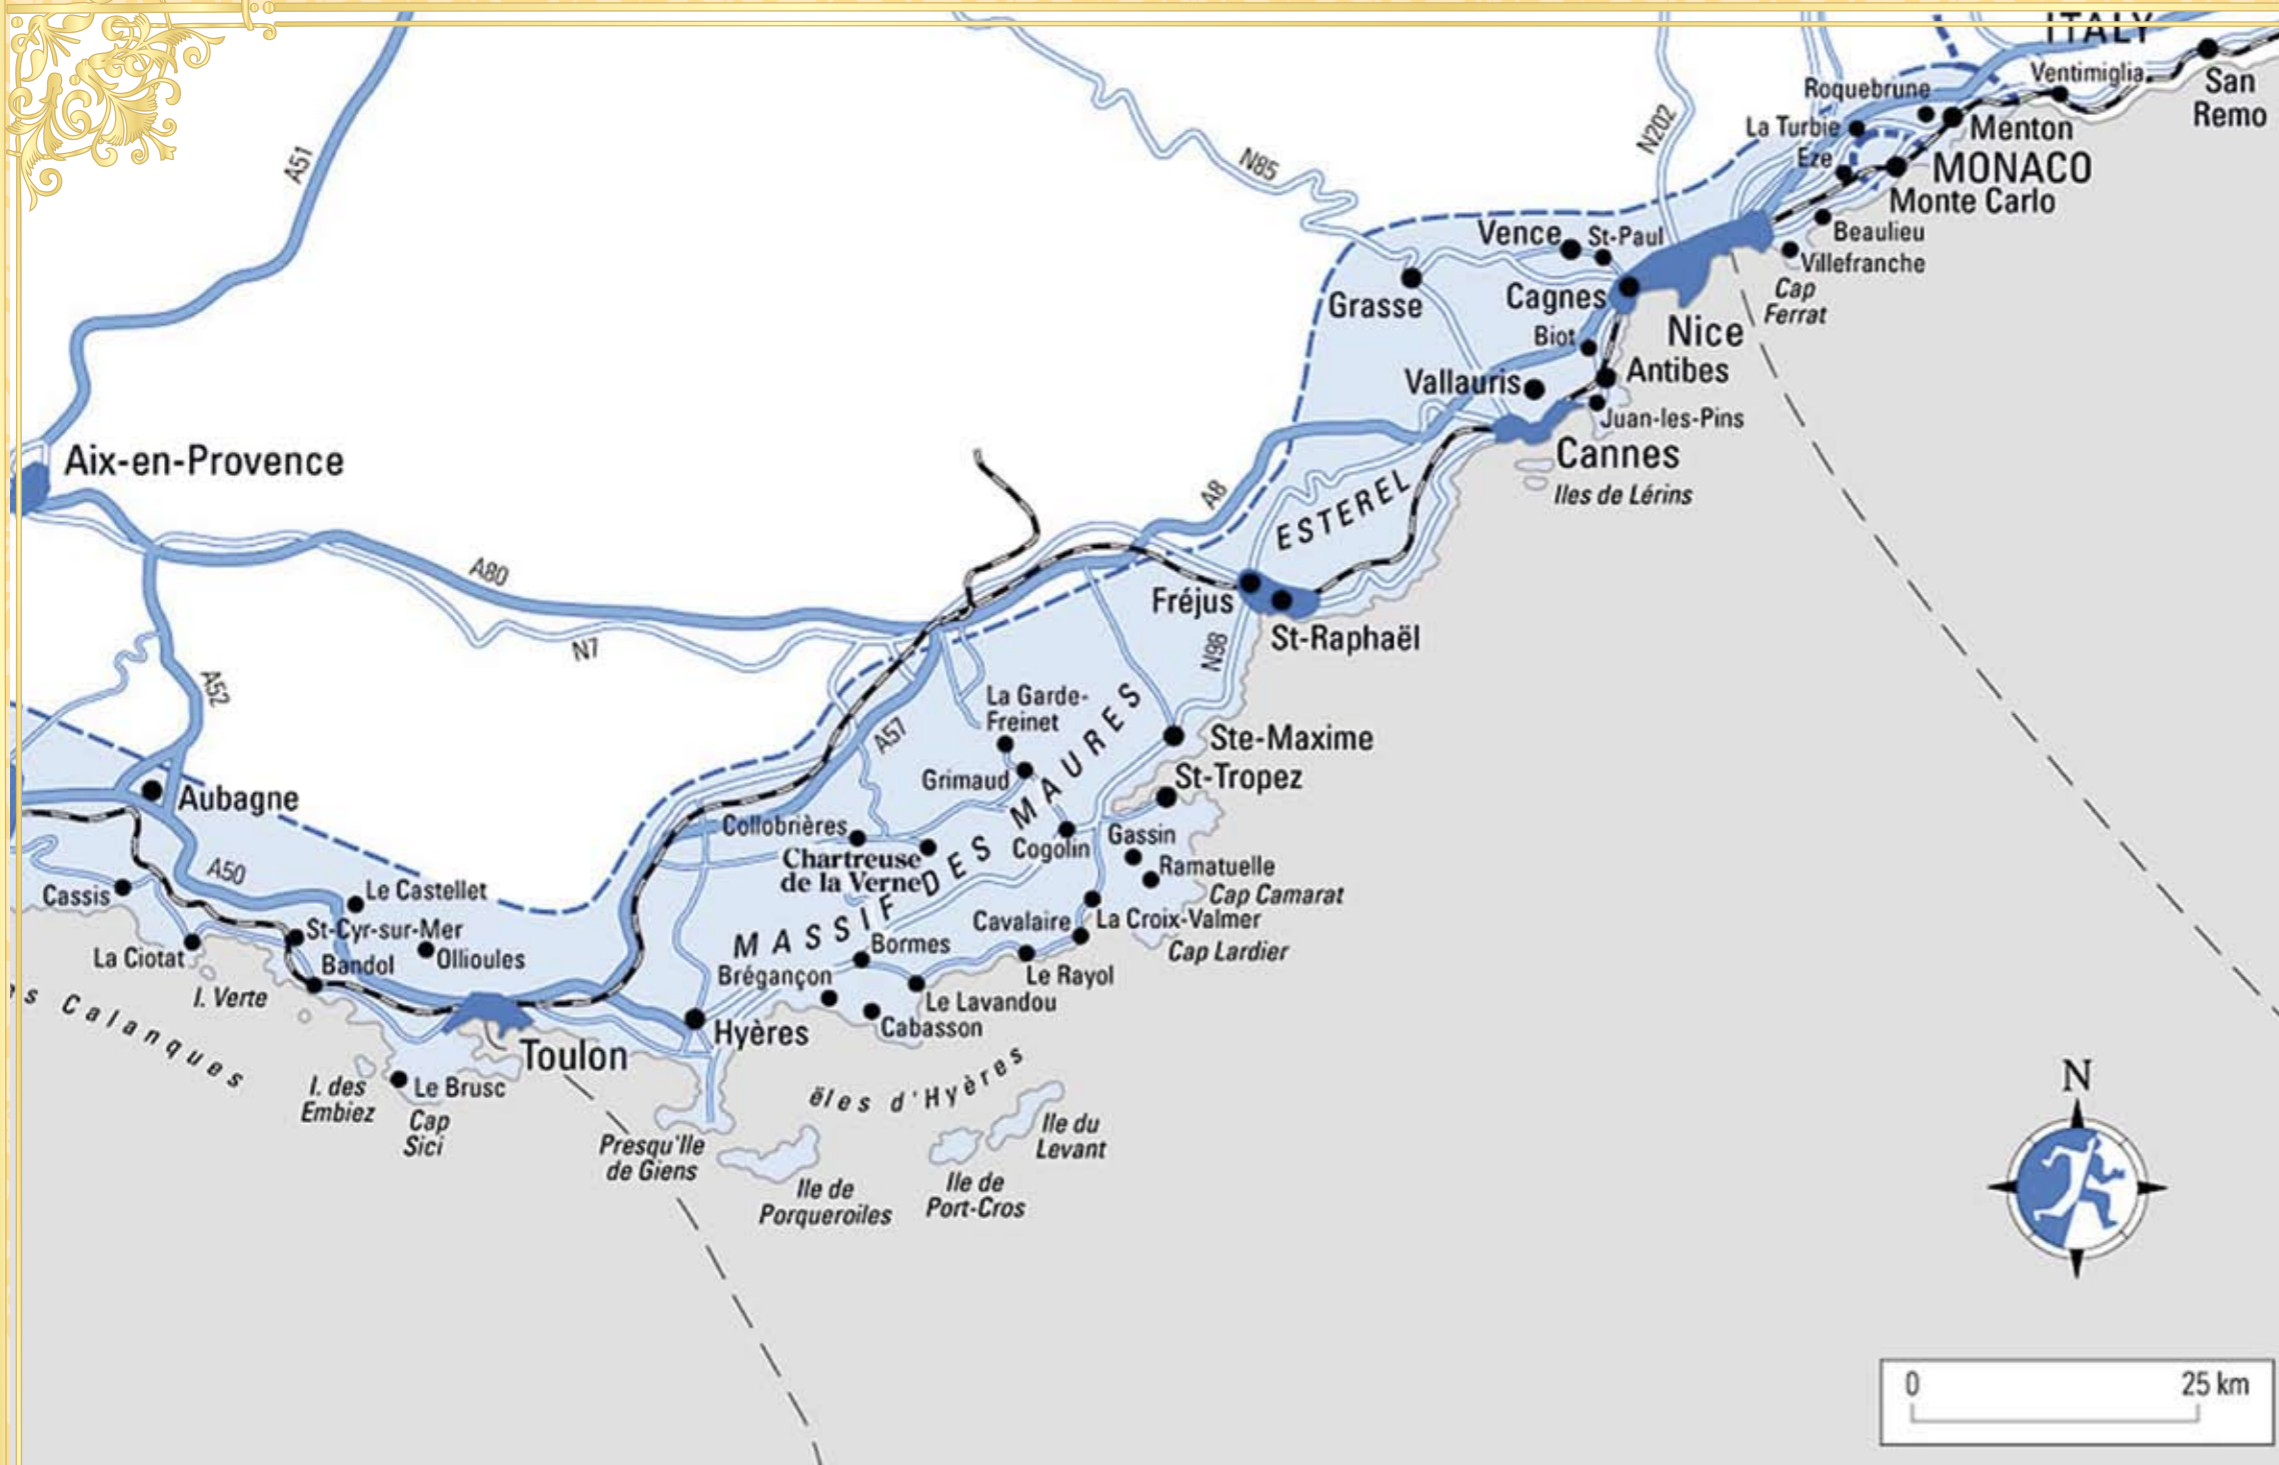 ITALY
Ventimiglia
San
Remo
Roquebrune
La Turbie
Menton
Eze
MONACO
Monte Carlo
Beaulieu
Villefranche
Cap
Ferrat
N202
A51
N85
Vence
St-Paul
Grasse
Cagnes
Nice
Biot
Antibes
Vallauris
Juan-les-Pins
Cannes
Iles de Lérins
Aix-en-Provence
A8
ESTEREL
A80
N7
Fréjus
St-Raphaël
N98
A52
La Garde-
Freinet
A57
Ste-Maxime
St-Tropez
Grimaud
Aubagne
Collobrières
Cogolin
Gassin
Chartreuse
de la Verne
Ramatuelle
Cap Camarat
MASSIF DES MAURES
A50
Le Castellet
Cassis
St-Cyr-sur-Mer
Ollioules
La Ciotat
Bandol
I. Verte
Cavalaire
La Croix-Valmer
Cap Lardier
Bormes
Brégançon
Le Rayol
Le Lavandou
Cabasson
Hyères
Toulon
s Calanques
I. des
Embiez
Le Brusc
Cap
Sici
ëles d'Hyères
Presqu'Ile
de Giens
Ile de
Porqueroiles
Ile de
Port-Cros
Ile du
Levant
N
0 25 km